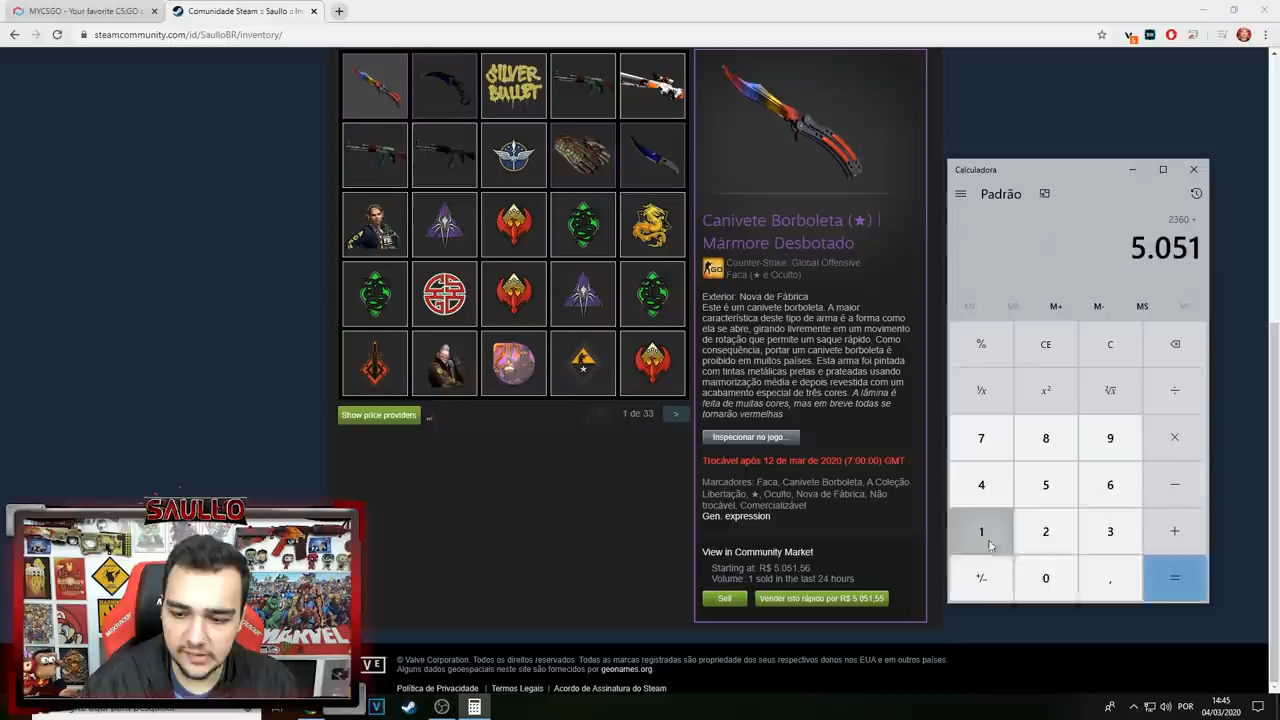 MYCSGO - Portugues' favorite CS:GO c
Comunidade Steam :: Saullo :: In
steamcommunity.com/id/SaulloBR/inventory/
SILVER
BULLET
Show price providers
1 de 33
>
Canivete Borboleta (★) |
Mármore Desbotado
Counter-Strike: Global Offensive
Faca (★ e Oculto)
Exterior: Nova de Fábrica
Este é um canivete borboleta. A maior
característica deste tipo de arma é a forma como
ela se abre, girando livremente em um movimento
de rotação que permite um saque rápido. Como
consequência, portar um canivete borboleta é
proibido em muitos países. Esta arma foi pintada
com tintas metálicas pretas e prateadas usando
marmorização média e depois revestida com um
acabamento especial de três cores. A lâmina é
feita de muitas cores, mas em breve todas se
tornarão vermelhas
Inspecionar no jogo...
Trocável após 12 de mar de 2020 (7:00:00) GMT
Marcadores: Faca, Canivete Borboleta, A Coleção
Libertação, ★, Oculto, Nova de Fábrica, Não
trocável, Comercializável
Gen. expression
View in Community Market
Starting at: R$ 5.051.56
Volume: 1 sold in the last 24 hours
Sell
Vender isto rápido por R$ 5 051,55
Calculadora
Padrão
2360 +
5.051
MC MR M+ M- MS
% CE C
¹/x x² ²√x ÷
7 8 9 ×
4 5 6 −
1 2 3 +
+/− 0 , =
SAULLO
MARVEL
VE
© Valve Corporation. Todos os direitos reservados. Todas as marcas registradas são propriedade dos seus respectivos donos nos EUA e em outros países.
Alguns dados geoespaciais neste site são fornecidos por geonames.org.
Política de Privacidade | Termos Legais | Acordo de Assinatura do Steam
POR
14:45
04/03/2020